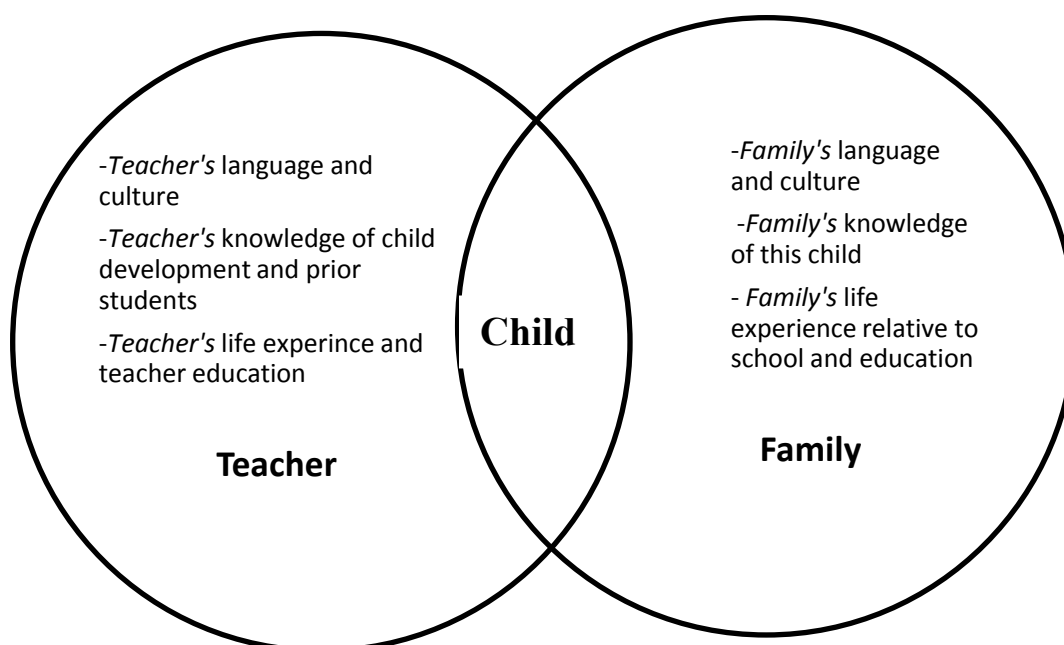 -Teacher's language and
culture
-Teacher's knowledge of child
development and prior
students
-Teacher's life experince and
teacher education
Teacher
Child
-Family's language
and culture
-Family's knowledge
of this child
- Family's life
experience relative to
school and education
Family